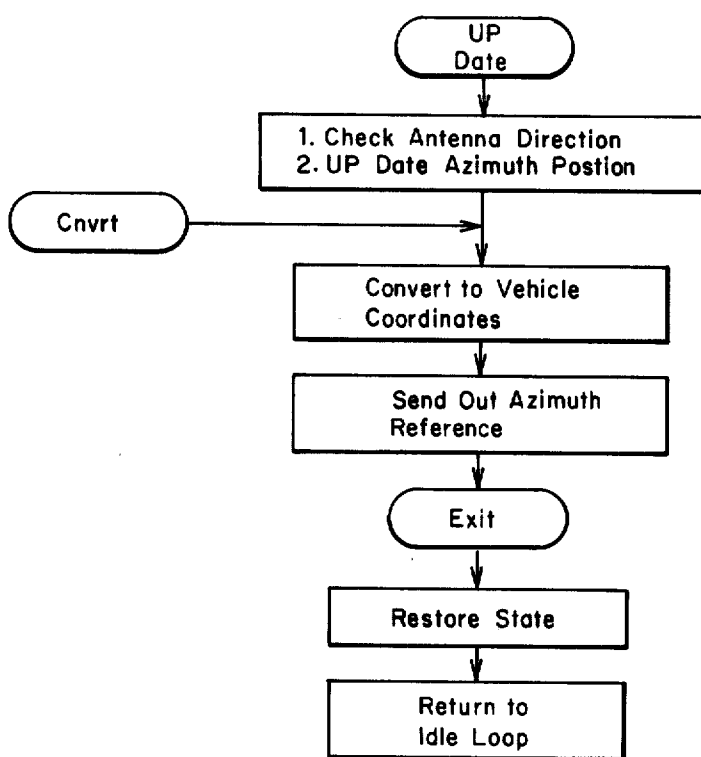 UP
Date
1. Check Antenna Direction
2. UP Date Azimuth Postion
Cnvrt
Convert to Vehicle
Coordinates
Send Out Azimuth
Reference
Exit
Restore State
Return to
Idle Loop